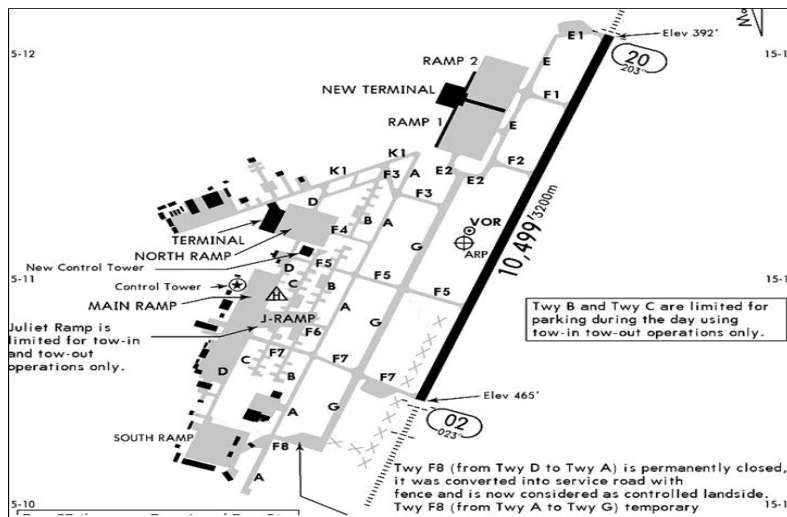 E1
Elev 392'
5-12
15-1
RAMP 2
E
20
203°
NEW TERMINAL
F1
RAMP 1
E
K1
F2
K1
F3
A
E2
E2
F3
D
10,499'/3200m
B
VOR
TERMINAL
A
F4
G
ARP
NORTH RAMP
New Control Tower
D
F5
5-11
F5
15-1
Control Tower
C
B
F5
MAIN RAMP
A
Twy B and Twy C are limited for
parking during the day using
tow-in tow-out operations only.
J-RAMP
G
Juliet Ramp is
limited for tow-in
and tow-out
operations only.
F6
F7
C
F7
D
B
F7
Elev 465'
A
G
02
023°
SOUTH RAMP
F8
Twy F8 (from Twy D to Twy A) is permanently closed,
it was converted into service road with
fence and is now considered as controlled landside.
Twy F8 (from Twy A to Twy G) temporary
A
5-10
15-1